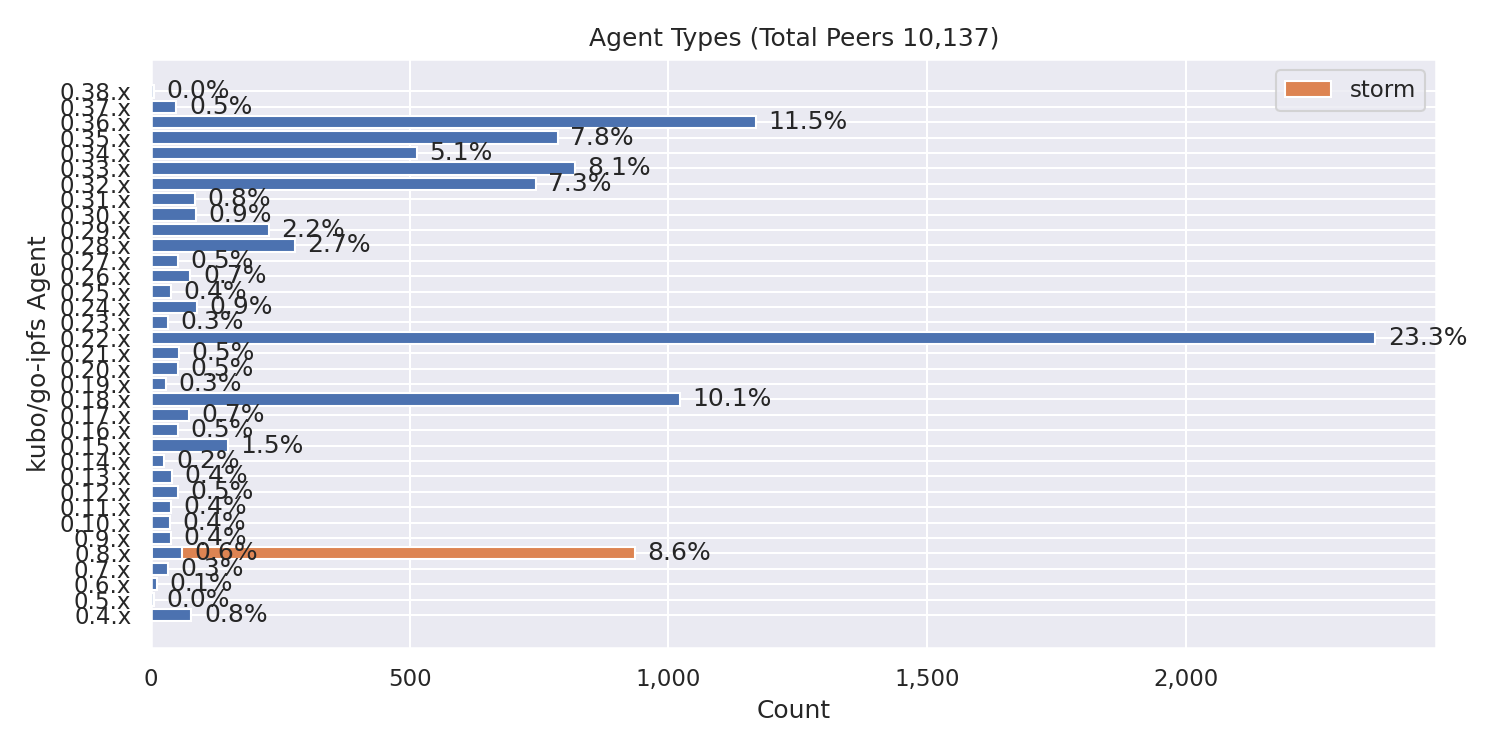 Agent Types (Total Peers 10,137)
storm
kubo/go-ipfs Agent
0.38.x 0.0%
0.37.x 0.5%
0.36.x 11.5%
0.35.x 7.8%
0.34.x 5.1%
0.33.x 8.1%
0.32.x 7.3%
0.31.x 0.8%
0.30.x 0.9%
0.29.x 2.2%
0.28.x 2.7%
0.27.x 0.5%
0.26.x 0.7%
0.25.x 0.4%
0.24.x 0.9%
0.23.x 0.3%
0.22.x 23.3%
0.21.x 0.5%
0.20.x 0.5%
0.19.x 0.3%
0.18.x 10.1%
0.17.x 0.7%
0.16.x 0.5%
0.15.x 1.5%
0.14.x 0.2%
0.13.x 0.4%
0.12.x 0.5%
0.11.x 0.4%
0.10.x 0.4%
0.9.x 0.4%
0.8.x 0.6% 8.6%
0.7.x 0.3%
0.6.x 0.1%
0.5.x 0.0%
0.4.x 0.8%
0 500 1,000 1,500 2,000
Count